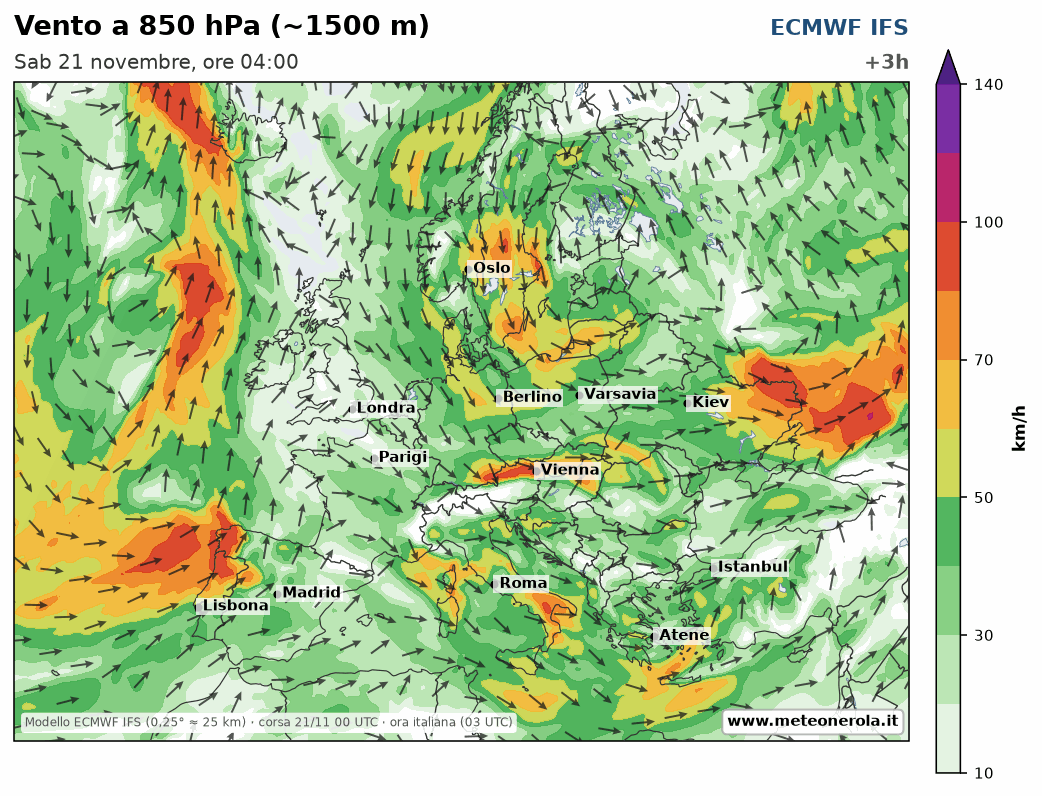 Vento a 850 hPa (~1500 m)
ECMWF IFS
Sab 21 novembre, ore 04:00
+3h
140
100
70
50
30
10
km/h
Oslo
Berlino
Varsavia
Kiev
Londra
Parigi
Vienna
Istanbul
Roma
Madrid
Lisbona
Atene
Modello ECMWF IFS (0,25° ≈ 25 km) · corsa 21/11 00 UTC · ora italiana (03 UTC)
www.meteonerola.it